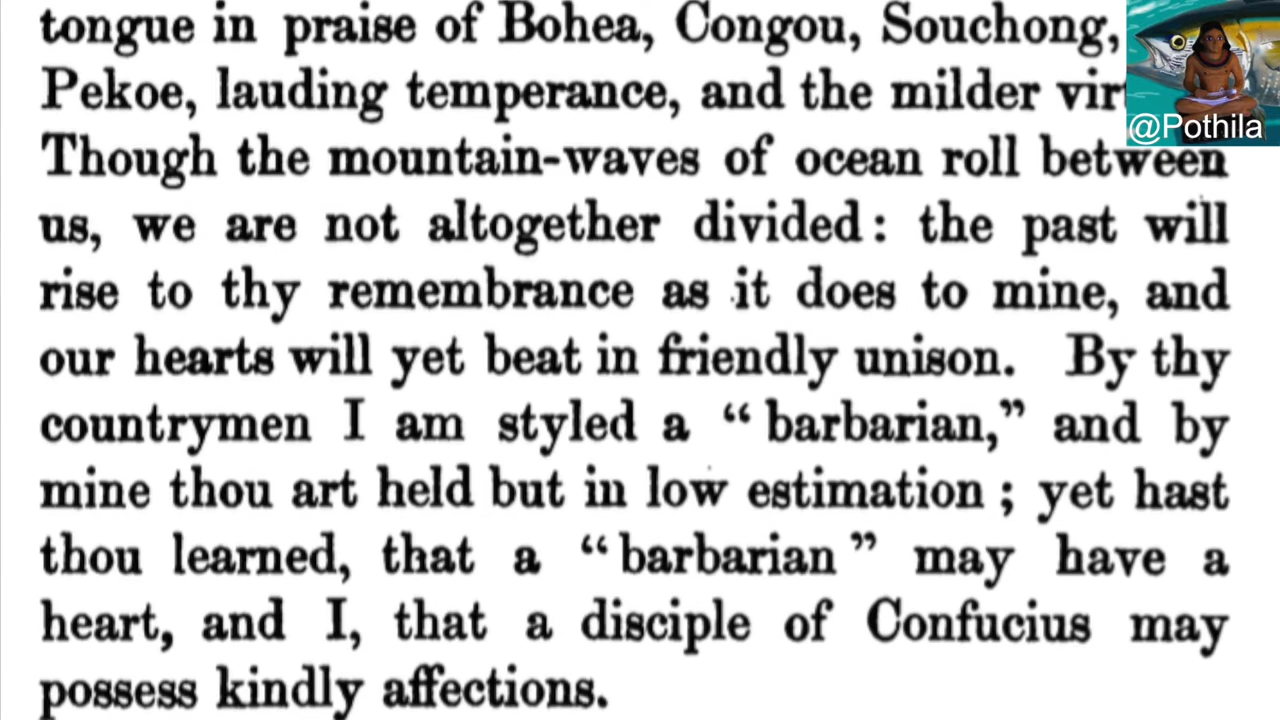 tongue in praise of Bohea, Congou, Souchong,
Pekoe, lauding temperance, and the milder
@Pothila
Though the mountain-waves of ocean roll between
us, we are not altogether divided: the past will
rise to thy remembrance as it does to mine, and
our hearts will yet beat in friendly unison. By thy
countrymen I am styled a “barbarian,” and by
mine thou art held but in low estimation; yet hast
thou learned, that a “barbarian” may have a
heart, and I, that a disciple of Confucius may
possess kindly affections.